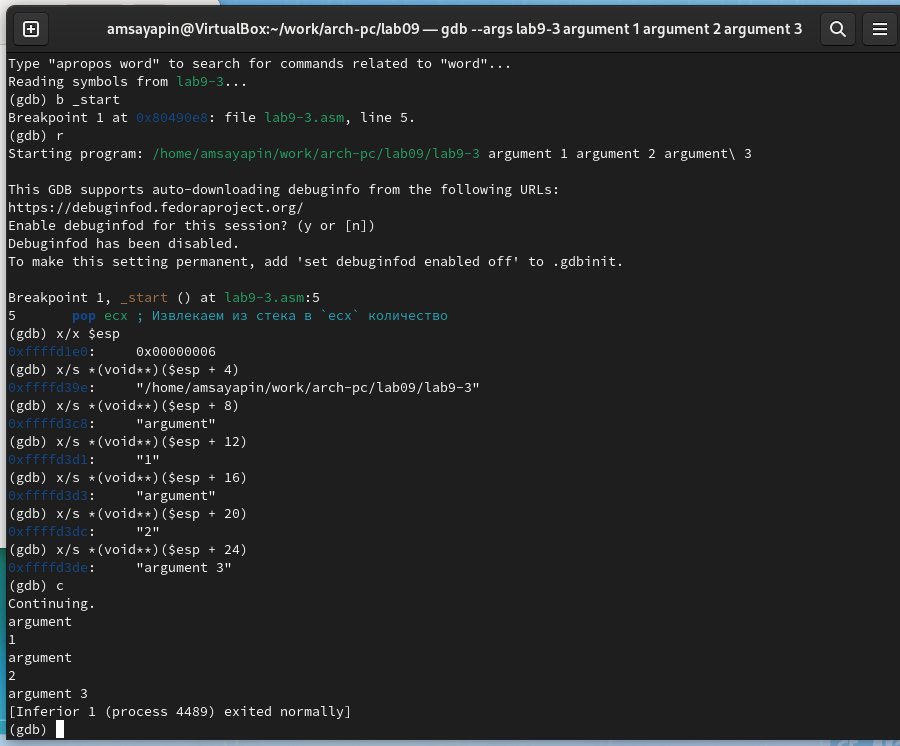 amsayapin@VirtualBox:~/work/arch-pc/lab09 — gdb --args lab9-3 argument 1 argument 2 argument 3
Type "apropos word" to search for commands related to "word"...
Reading symbols from lab9-3...
(gdb) b _start
Breakpoint 1 at 0x80490e8: file lab9-3.asm, line 5.
(gdb) r
Starting program: /home/amsayapin/work/arch-pc/lab09/lab9-3 argument 1 argument 2 argument\ 3
This GDB supports auto-downloading debuginfo from the following URLs:
https://debuginfod.fedoraproject.org/
Enable debuginfod for this session? (y or [n])
Debuginfod has been disabled.
To make this setting permanent, add 'set debuginfod enabled off' to .gdbinit.
Breakpoint 1, _start () at lab9-3.asm:5
5       pop ecx ; Извлекаем из стека в `ecx` количество
(gdb) x/x $esp
0xffffd1e0:     0x00000006
(gdb) x/s *(void**)($esp + 4)
0xffffd39e:     "/home/amsayapin/work/arch-pc/lab09/lab9-3"
(gdb) x/s *(void**)($esp + 8)
0xffffd3c8:     "argument"
(gdb) x/s *(void**)($esp + 12)
0xffffd3d1:     "1"
(gdb) x/s *(void**)($esp + 16)
0xffffd3d3:     "argument"
(gdb) x/s *(void**)($esp + 20)
0xffffd3dc:     "2"
(gdb) x/s *(void**)($esp + 24)
0xffffd3de:     "argument 3"
(gdb) c
Continuing.
argument
1
argument
2
argument 3
[Inferior 1 (process 4489) exited normally]
(gdb)